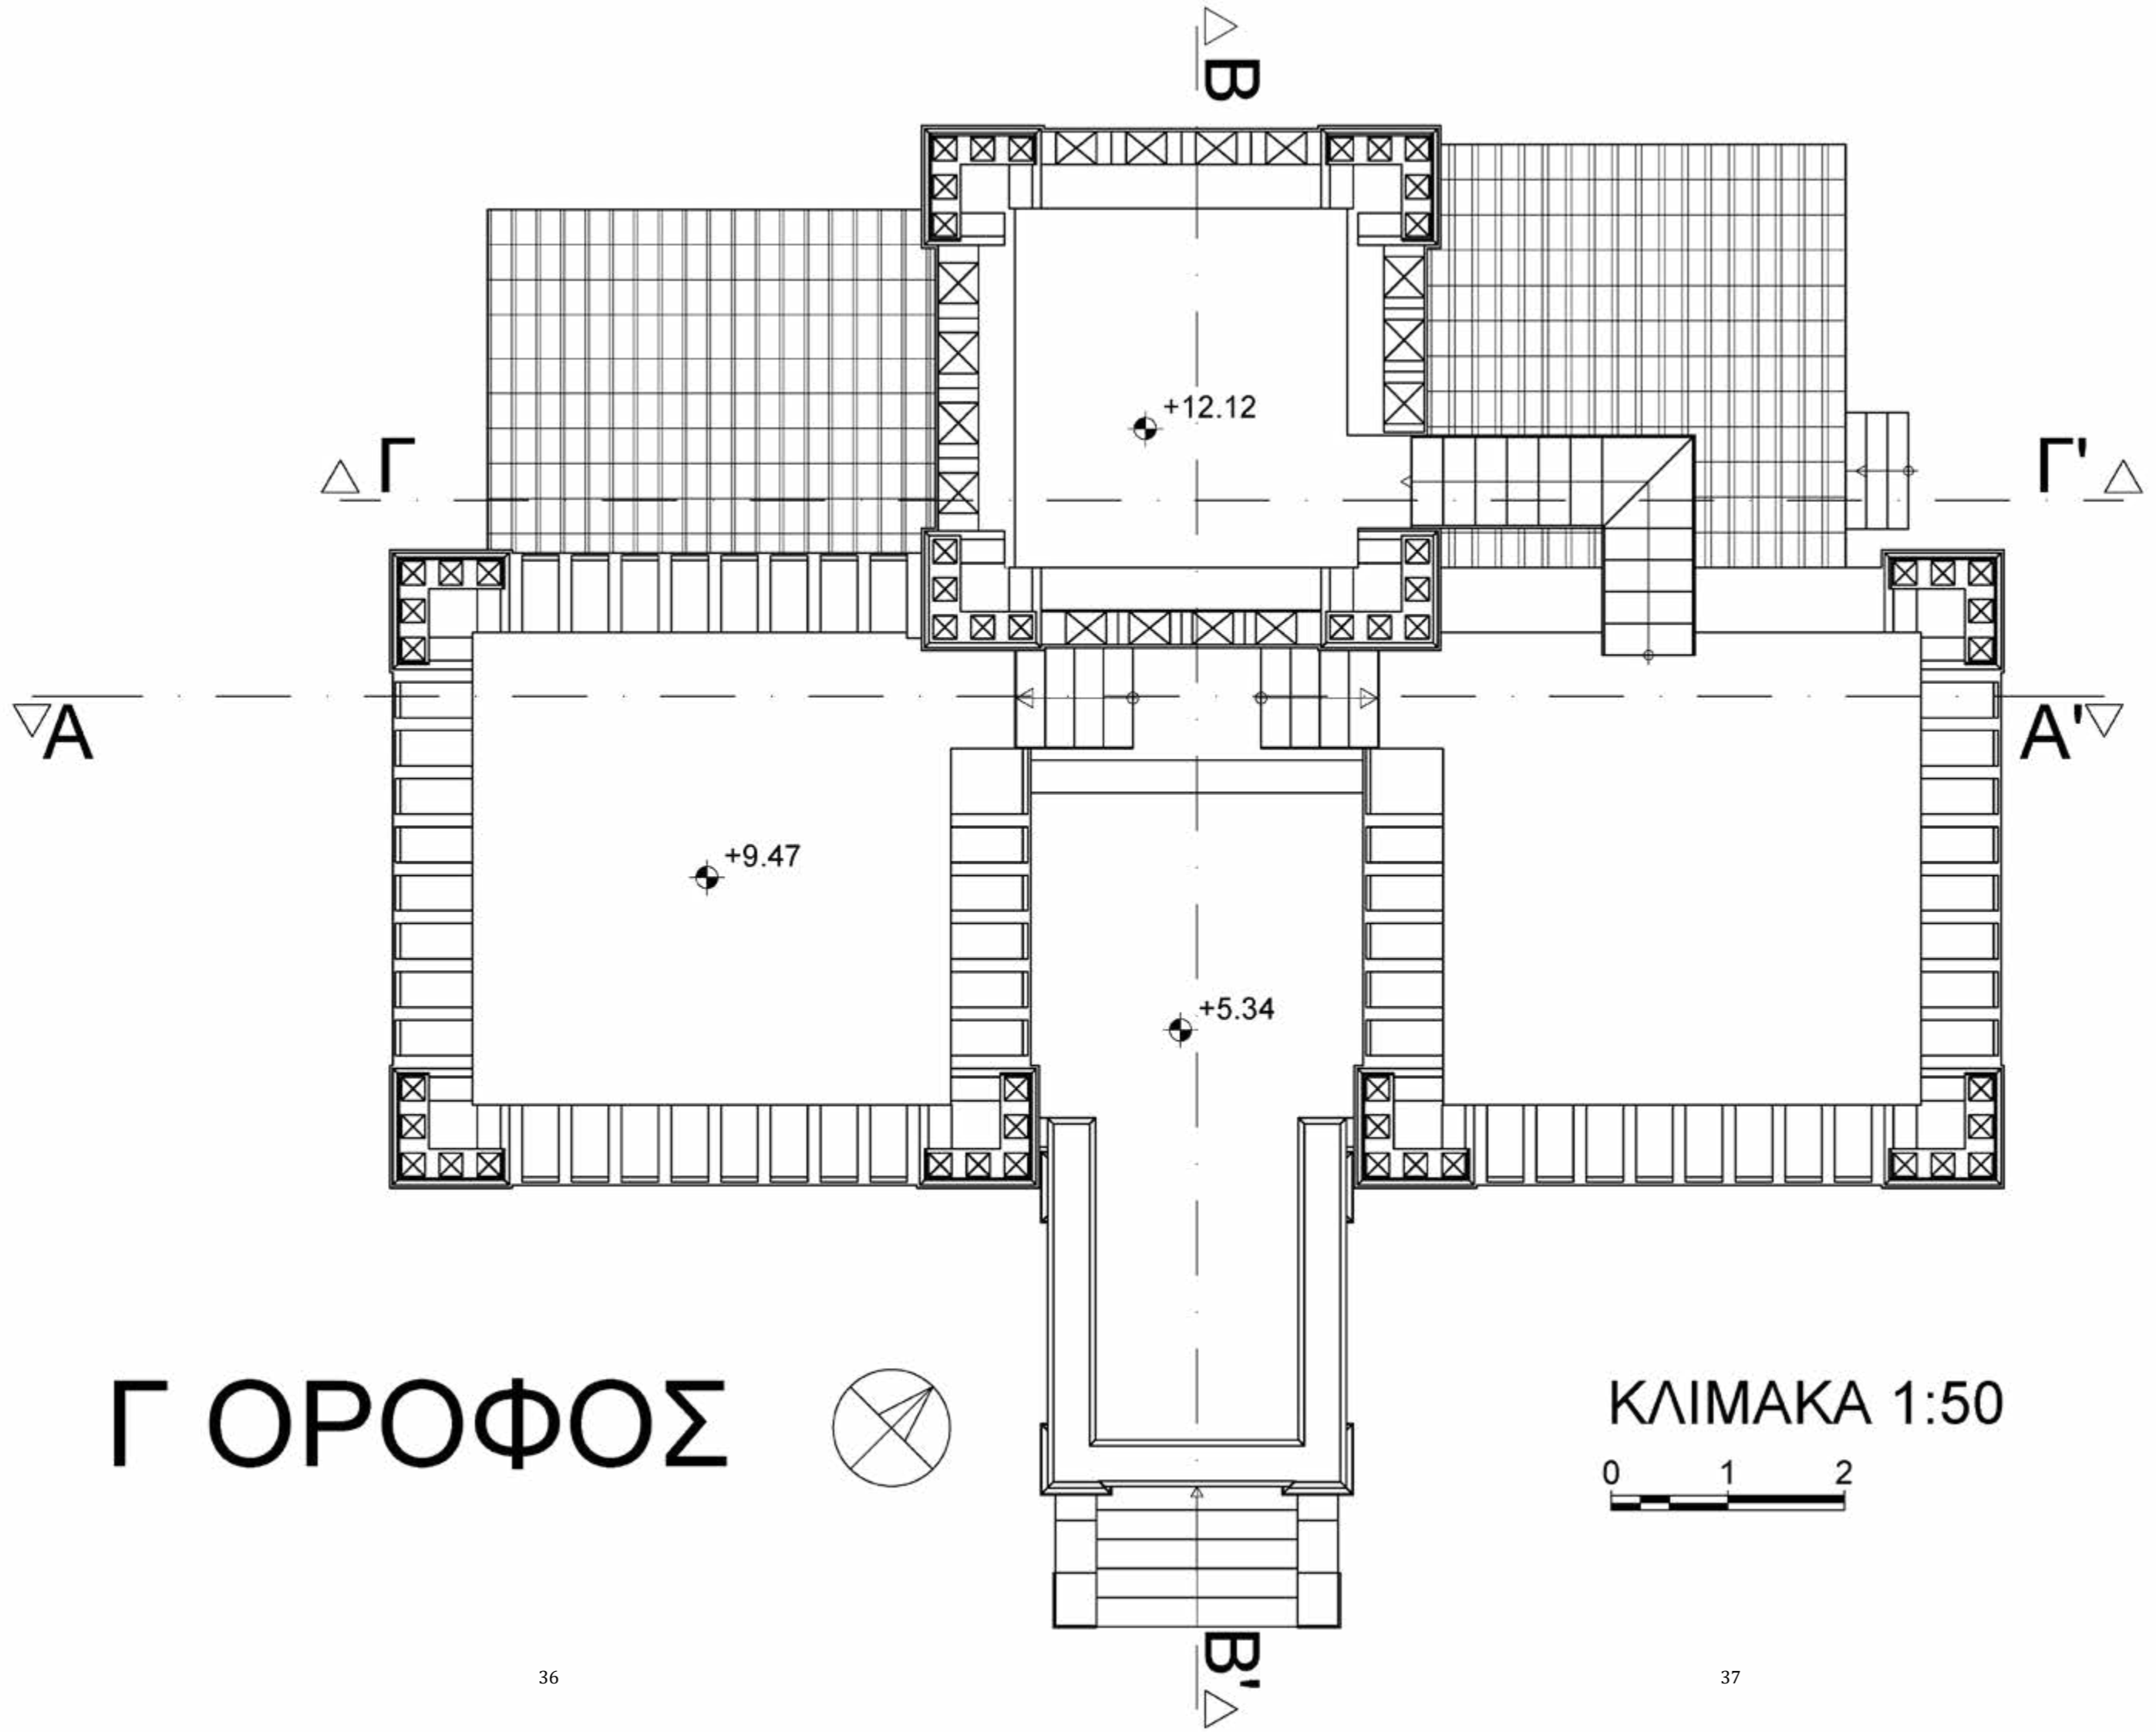 Β
+12.12
Γ
Γ'
Α
Α'
+9.47
+5.34
Γ ΟΡΟΦΟΣ
ΚΛΙΜΑΚΑ 1:50
0 1 2
Β'
36
37